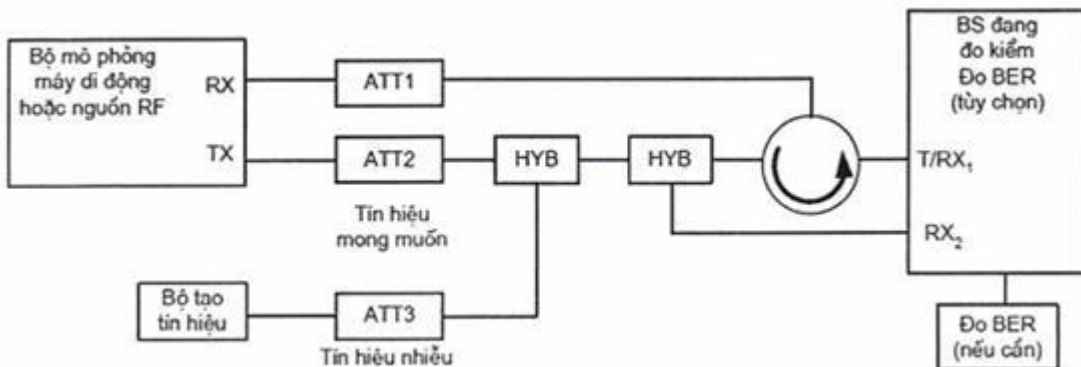 Bộ mô phỏng
máy di động
hoặc nguồn RF
RX
TX
ATT1
ATT2
HYB
HYB
Tín hiệu
mong muốn
Bộ tạo
tín hiệu
ATT3
Tín hiệu nhiễu
BS đang
đo kiểm
Đo BER
(tùy chọn)
T/RX₁
RX₂
Đo BER
(nếu cần)